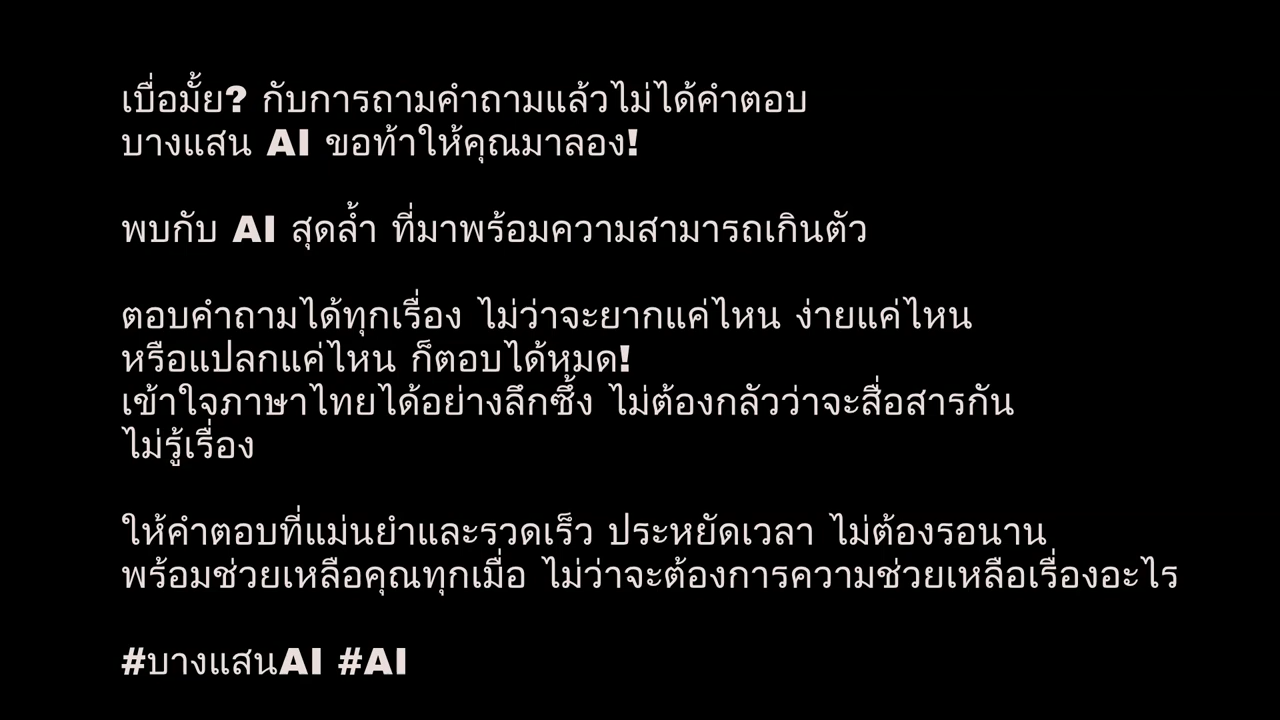 เบื่อมั้ย? กับการถามคำถามแล้วไม่ได้คำตอบ
บางแสน AI ขอท้าให้คุณมาลอง!
พบกับ AI สุดล้ำ ที่มาพร้อมความสามารถเกินตัว
ตอบคำถามได้ทุกเรื่อง ไม่ว่าจะยากแค่ไหน ง่ายแค่ไหน
หรือแปลกแค่ไหน ก็ตอบได้หมด!
เข้าใจภาษาไทยได้อย่างลึกซึ้ง ไม่ต้องกลัวว่าจะสื่อสารกัน
ไม่รู้เรื่อง
ให้คำตอบที่แม่นยำและรวดเร็ว ประหยัดเวลา ไม่ต้องรอนาน
พร้อมช่วยเหลือคุณทุกเมื่อ ไม่ว่าจะต้องการความช่วยเหลือเรื่องอะไร
#บางแสนAI #AI